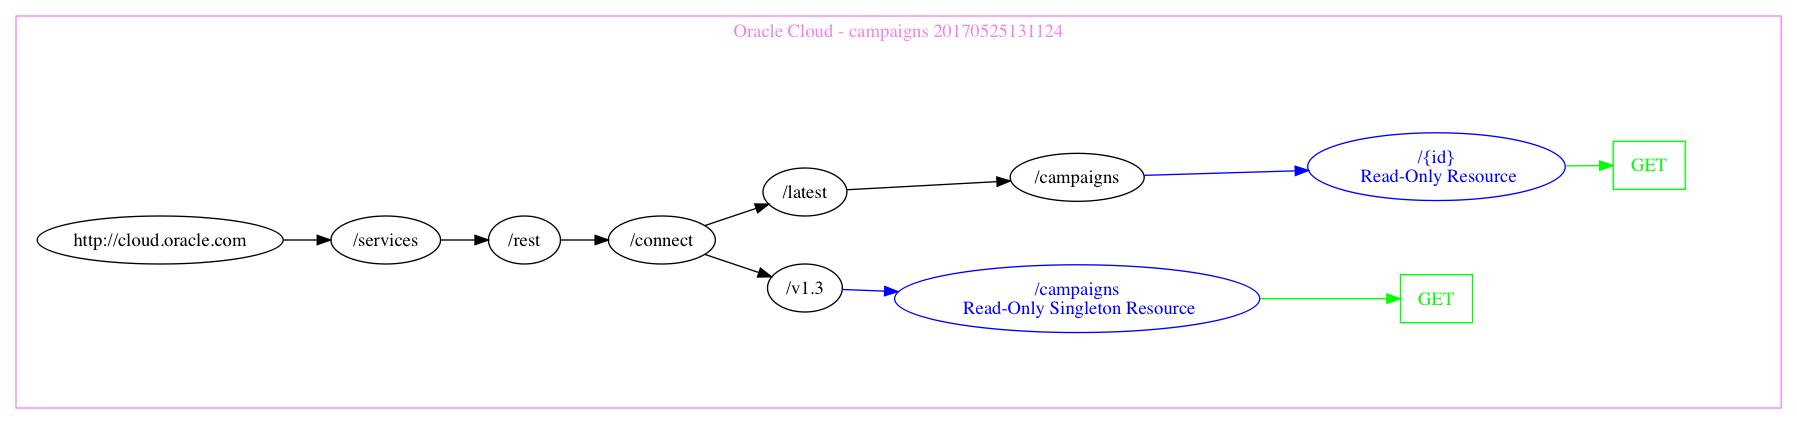 Oracle Cloud - campaigns 20170525131124
http://cloud.oracle.com
/services
/rest
/connect
/latest
/campaigns
/{id}
Read-Only Resource
GET
/v1.3
/campaigns
Read-Only Singleton Resource
GET